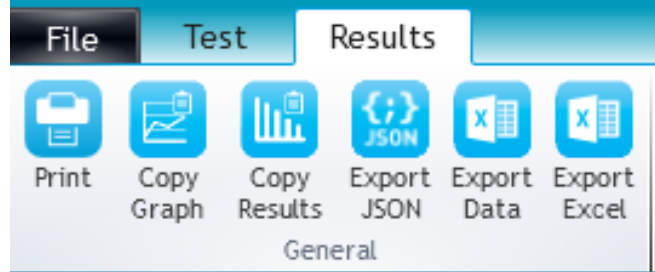 File Test Results
{;}
JSON
X X
Print Copy Copy Export Export Export
Graph Results JSON Data Excel
General